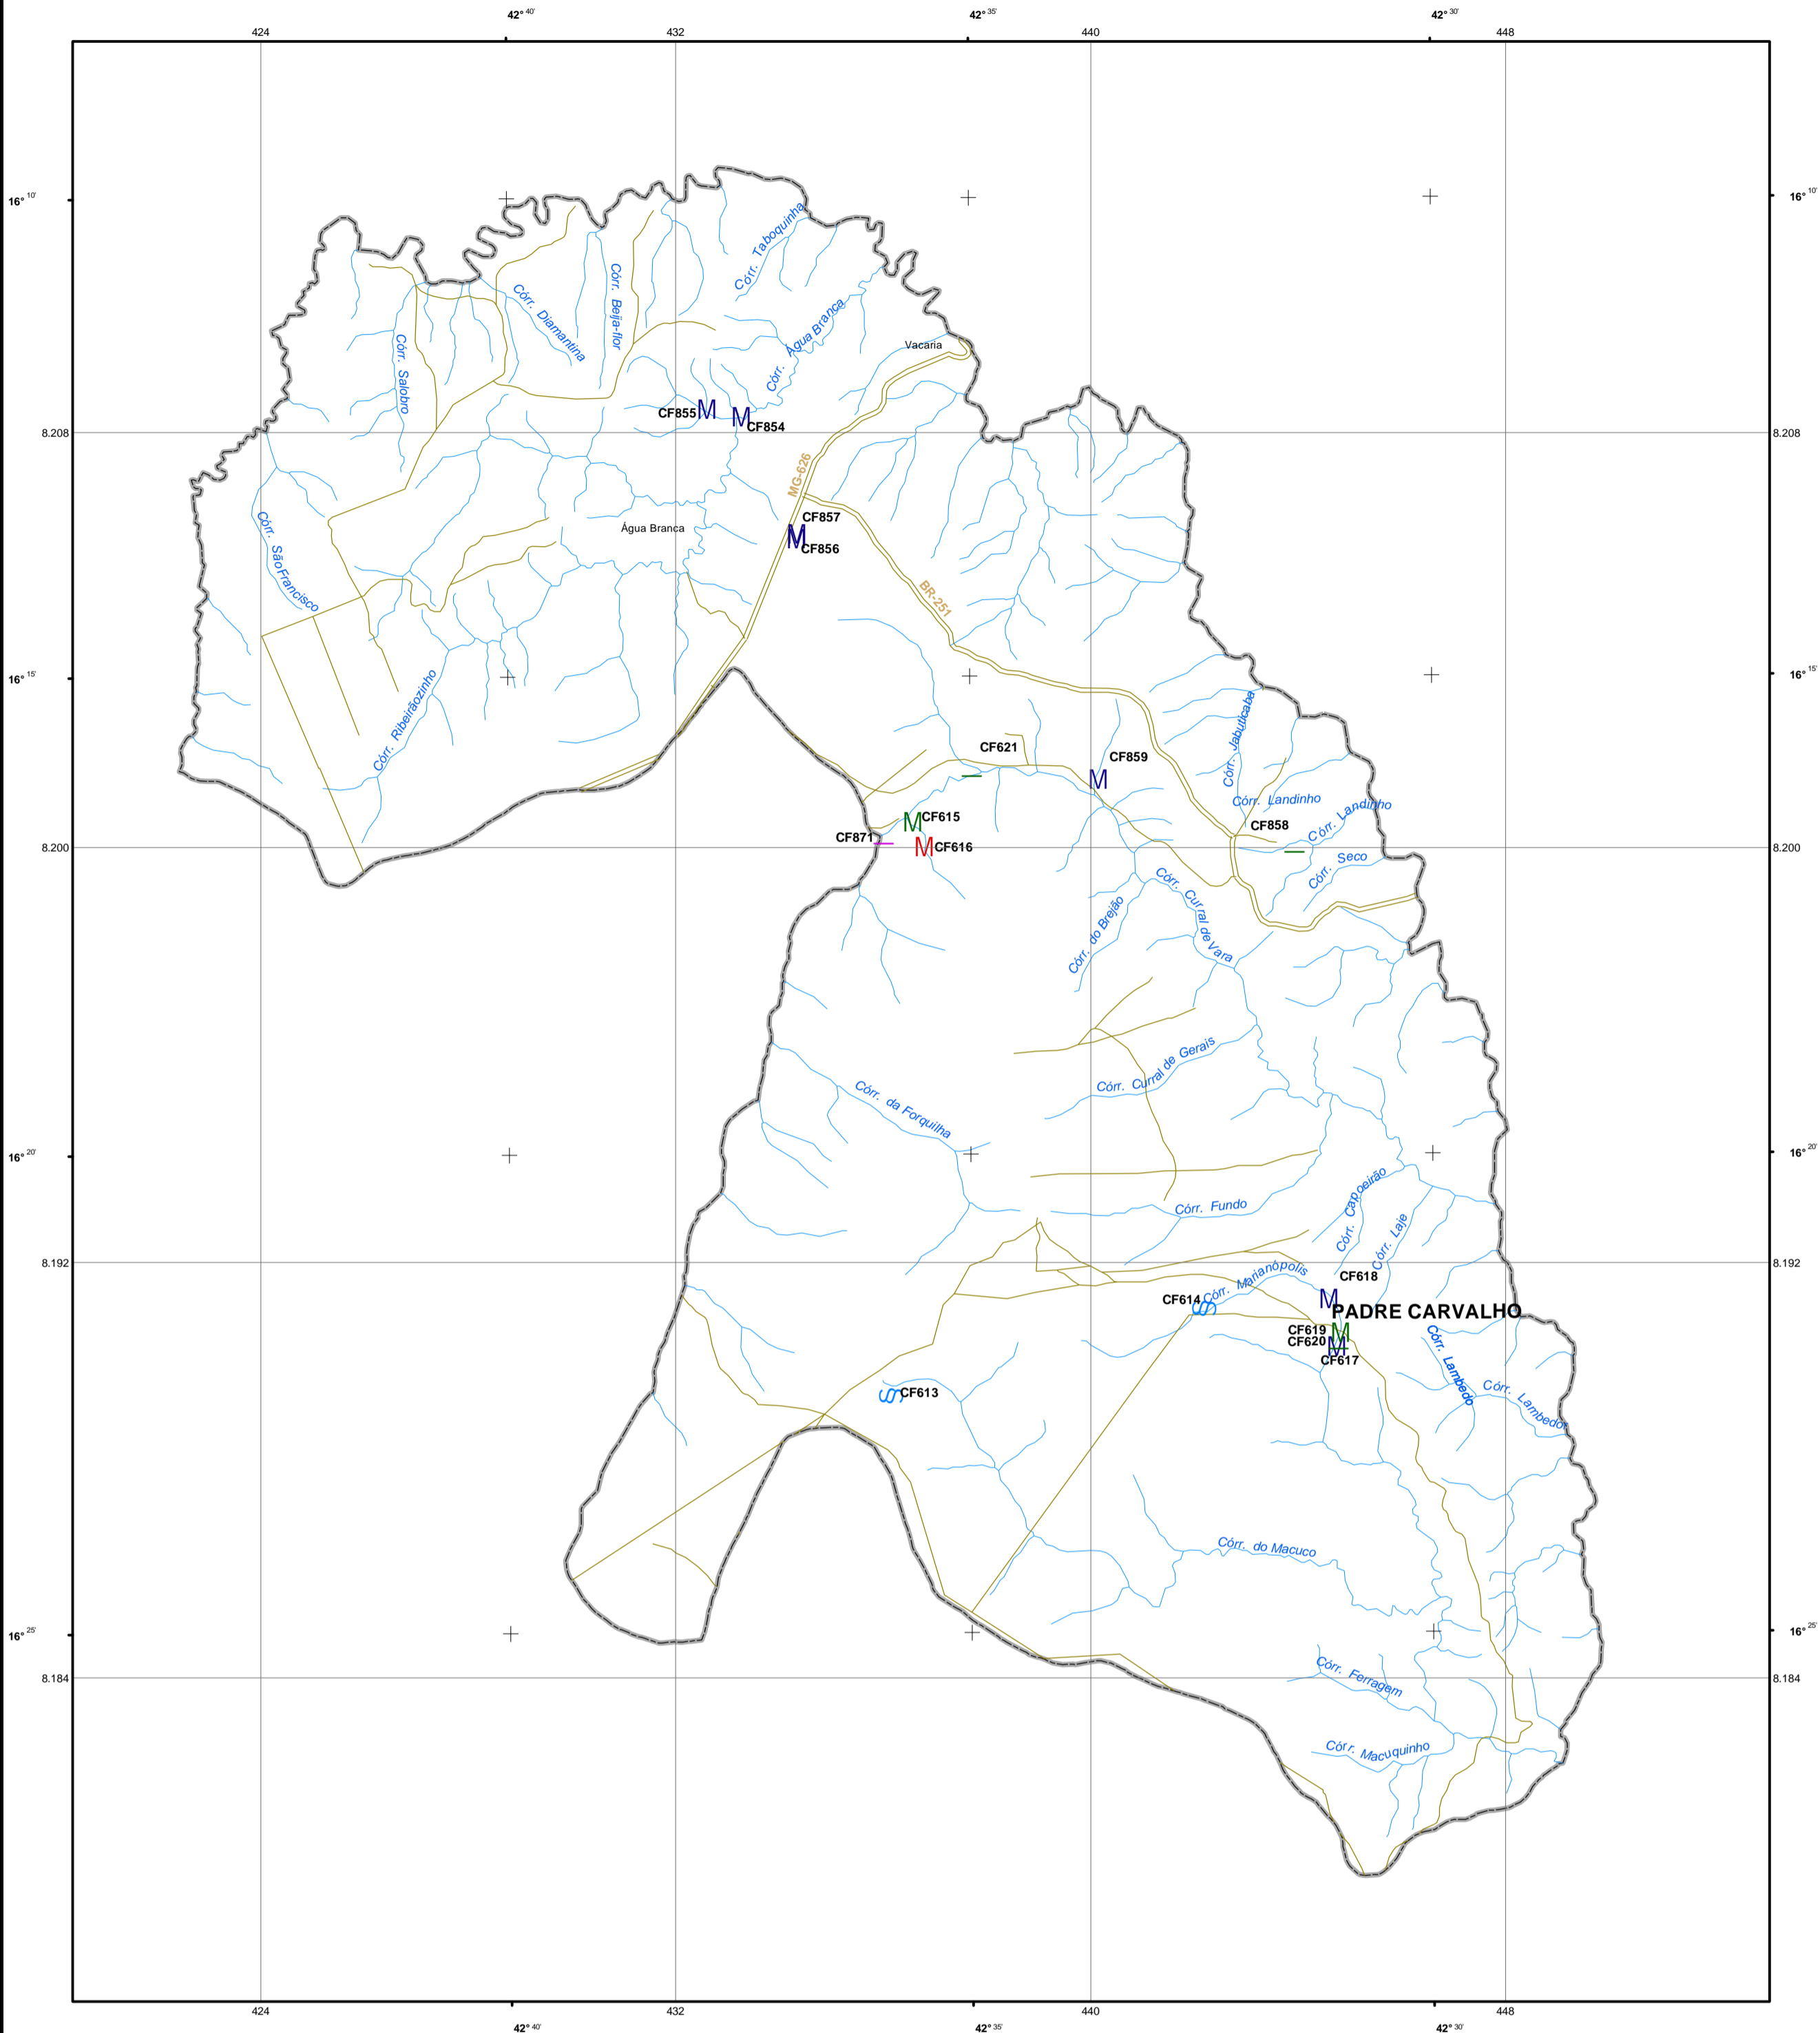 42° 40'
42° 35'
42° 30'
424
432
440
448
16° 10'
16° 10'
Córr. Taboquinha
Córr. Beija-flor
Córr. Diamantina
Córr. Água Branca
Córr. Salobro
Vacaria
CF855
CF854
8.208
8.208
MG-626
CF857
Água Branca
CF856
Córr. São Francisco
BR-251
16° 15'
16° 15'
Córr. Ribeirãozinho
Córr. Jabuticaba
CF621
CF859
Córr. Landinho
Córr. Landinho
CF615
CF858
CF871
CF616
8.200
8.200
Córr. Seco
Córr. Curral de Vara
Córr. do Brejão
Córr. Curral de Gerais
Córr. da Forquilha
16° 20'
16° 20'
Córr. Capoeirão
Córr. Fundo
Córr. Laje
8.192
8.192
Córr. Marianópolis
CF618
CF614
PADRE CARVALHO
CF619
CF620
CF617
Córr. Lambedo
Córr. Lambedor
CF613
Córr. do Macuco
16° 25'
16° 25'
Córr. Ferragem
8.184
8.184
Córr. Macuquinho
424
432
440
448
42° 40'
42° 35'
42° 30'